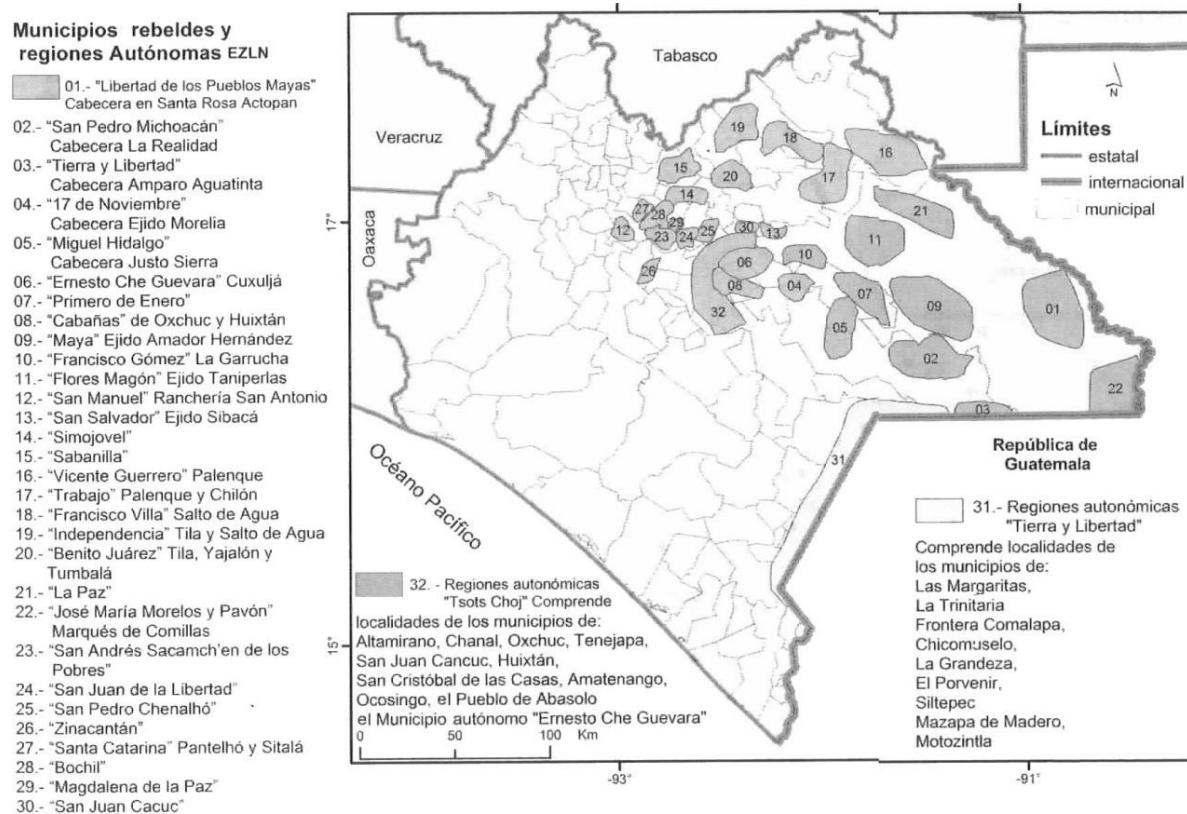 Municipios rebeldes y
regiones Autónomas EZLN
01.- "Libertad de los Pueblos Mayas"
Cabecera en Santa Rosa Actopan
02.- "San Pedro Michoacán"
Cabecera La Realidad
03.- "Tierra y Libertad"
Cabecera Amparo Aguatinta
04.- "17 de Noviembre"
Cabecera Ejido Morelia
05.- "Miguel Hidalgo"
Cabecera Justo Sierra
06.- "Ernesto Che Guevara" Cuxuljá
07.- "Primero de Enero"
08.- "Cabañas" de Oxchuc y Huixtán
09.- "Maya" Ejido Amador Hernández
10.- "Francisco Gómez" La Garrucha
11.- "Flores Magón" Ejido Taniperlas
12.- "San Manuel" Ranchería San Antonio
13.- "San Salvador" Ejido Sibacá
14.- "Simojovel"
15.- "Sabanilla"
16.- "Vicente Guerrero" Palenque
17.- "Trabajo" Palenque y Chilón
18.- "Francisco Villa" Salto de Agua
19.- "Independencia" Tila y Salto de Agua
20.- "Benito Juárez" Tila, Yajalón y
Tumbalá
21.- "La Paz"
22.- "José María Morelos y Pavón"
Marqués de Comillas
23.- "San Andrés Sacamch'en de los
Pobres"
24.- "San Juan de la Libertad"
25.- "San Pedro Chenalhó"
26.- "Zinacantán"
27.- "Santa Catarina" Pantelhó y Sitalá
28.- "Bochil"
29.- "Magdalena de la Paz"
30.- "San Juan Cacuc"
-93°
-91°
Tabasco
Veracruz
Oaxaca
17°
15°
N
Límites
estatal
internacional
municipal
19
18
16
15
20
17
14
27
28
21
12
29
23
24
25
30
13
11
26
06
10
08
04
07
09
01
32
05
02
22
03
31
Océano Pacífico
República de
Guatemala
31.- Regiones autonómicas
"Tierra y Libertad"
Comprende localidades de
los municipios de:
Las Margaritas,
La Trinitaria
Frontera Comalapa,
Chicomuselo,
La Grandeza,
El Porvenir,
Siltepec
Mazapa de Madero,
Motozintla
32. - Regiones autonómicas
"Tsots Choj" Comprende
localidades de los municipios de:
Altamirano, Chanal, Oxchuc, Tenejapa,
San Juan Cancuc, Huixtán,
San Cristóbal de las Casas, Amatenango,
Ocosingo, el Pueblo de Abasolo
el Municipio autónomo "Ernesto Che Guevara"
0 50 100 Km
-93°
-91°